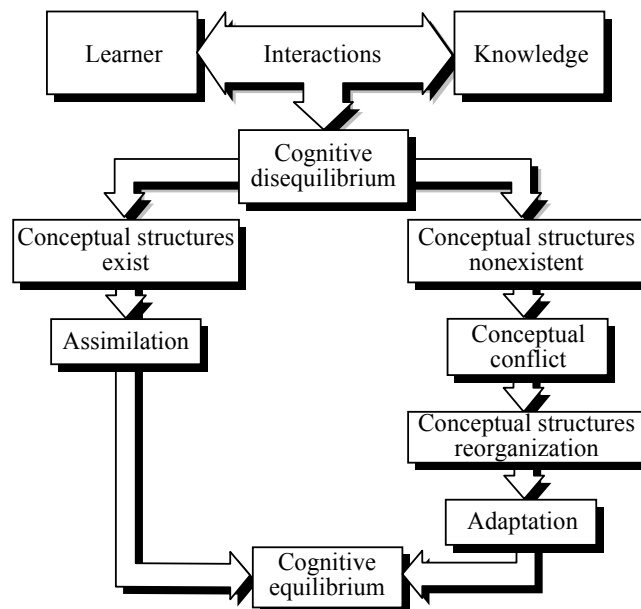 Learner
Interactions
Knowledge
Cognitive
disequilibrium
Conceptual structures
exist
Conceptual structures
nonexistent
Assimilation
Conceptual
conflict
Conceptual structures
reorganization
Adaptation
Cognitive
equilibrium